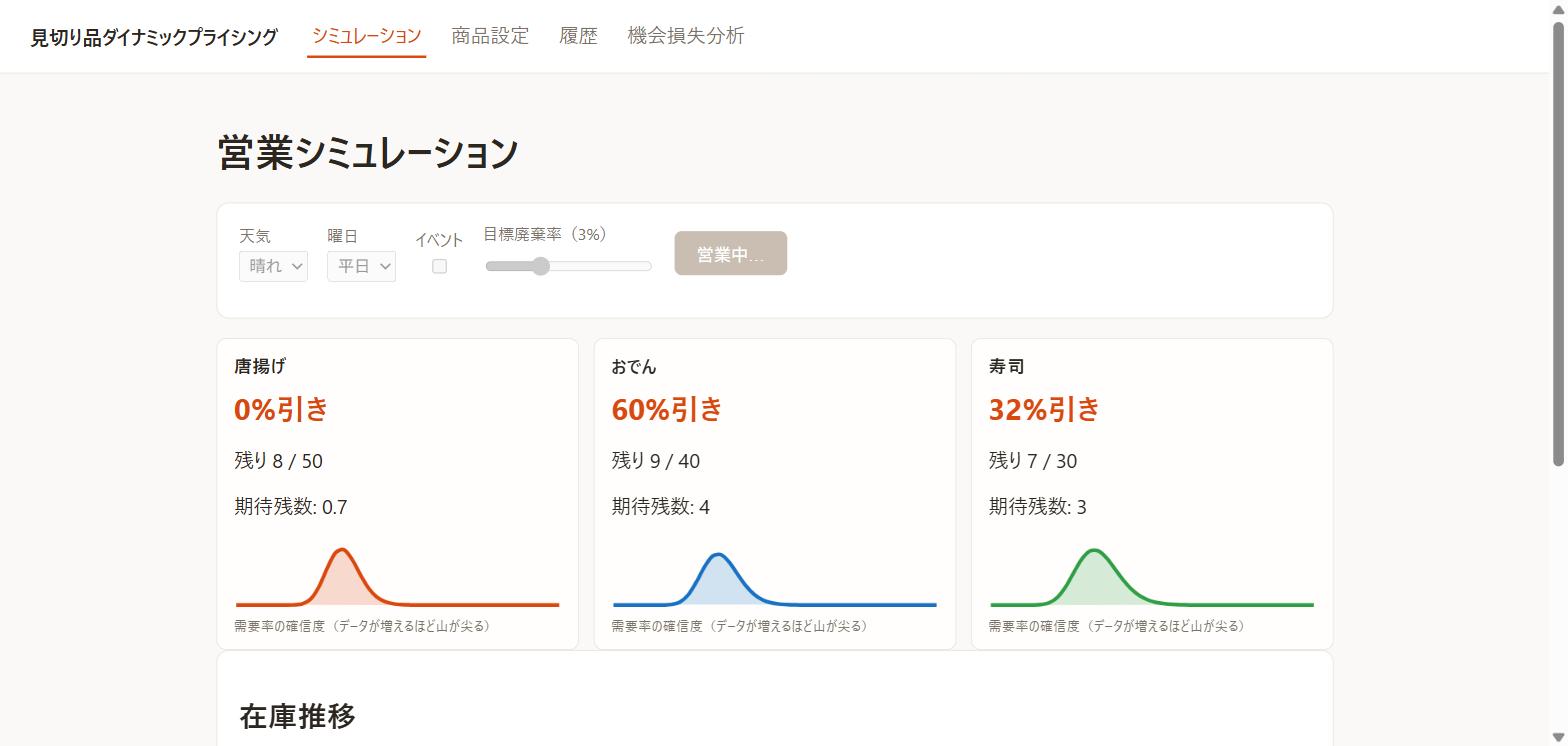 見切り品ダイナミックプライシング シミュレーション 商品設定 履歴 機会損失分析
営業シミュレーション
天気 曜日 イベント 目標廃棄率（3%）
晴れ 平日 営業中...
唐揚げ
0%引き
残り 8 / 50
期待残数: 0.7
需要率の確信度（データが増えるほど山が尖る）
おでん
60%引き
残り 9 / 40
期待残数: 4
需要率の確信度（データが増えるほど山が尖る）
寿司
32%引き
残り 7 / 30
期待残数: 3
需要率の確信度（データが増えるほど山が尖る）
在庫推移